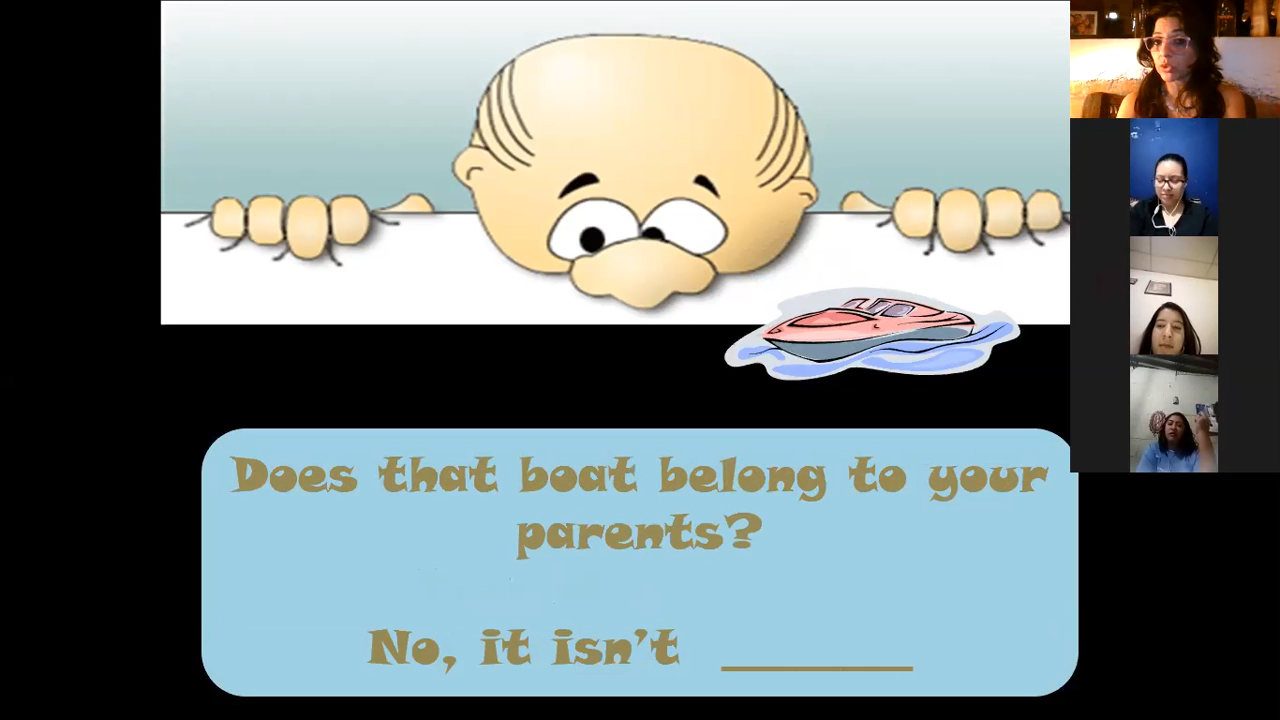 Does that boat belong to your
parents?
No, it isn't ________